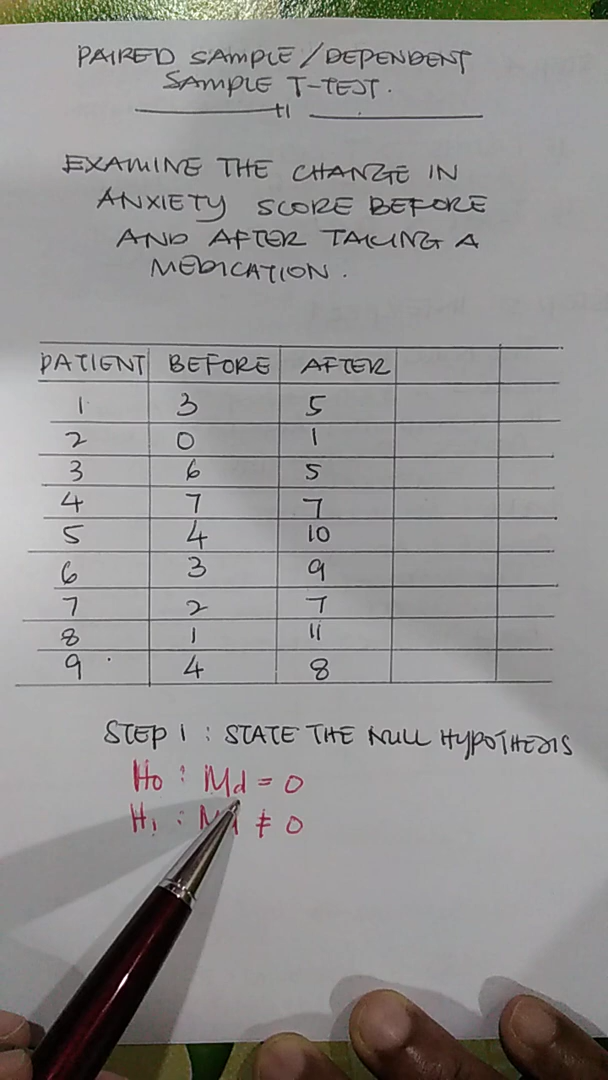 PAIRED SAMPLE/DEPENDENT
SAMPLE T-TEST.
EXAMINE THE CHANGE IN
ANXIETY SCORE BEFORE
AND AFTER TAKING A
MEDICATION.
PATIENT BEFORE AFTER
1 3 5
2 0 1
3 6 5
4 7 7
5 4 10
6 3 9
7 2 7
8 1 11
9 4 8
STEP 1 : STATE THE NULL HYPOTHESIS
Ho : Md = 0
H1 : Md ≠ 0